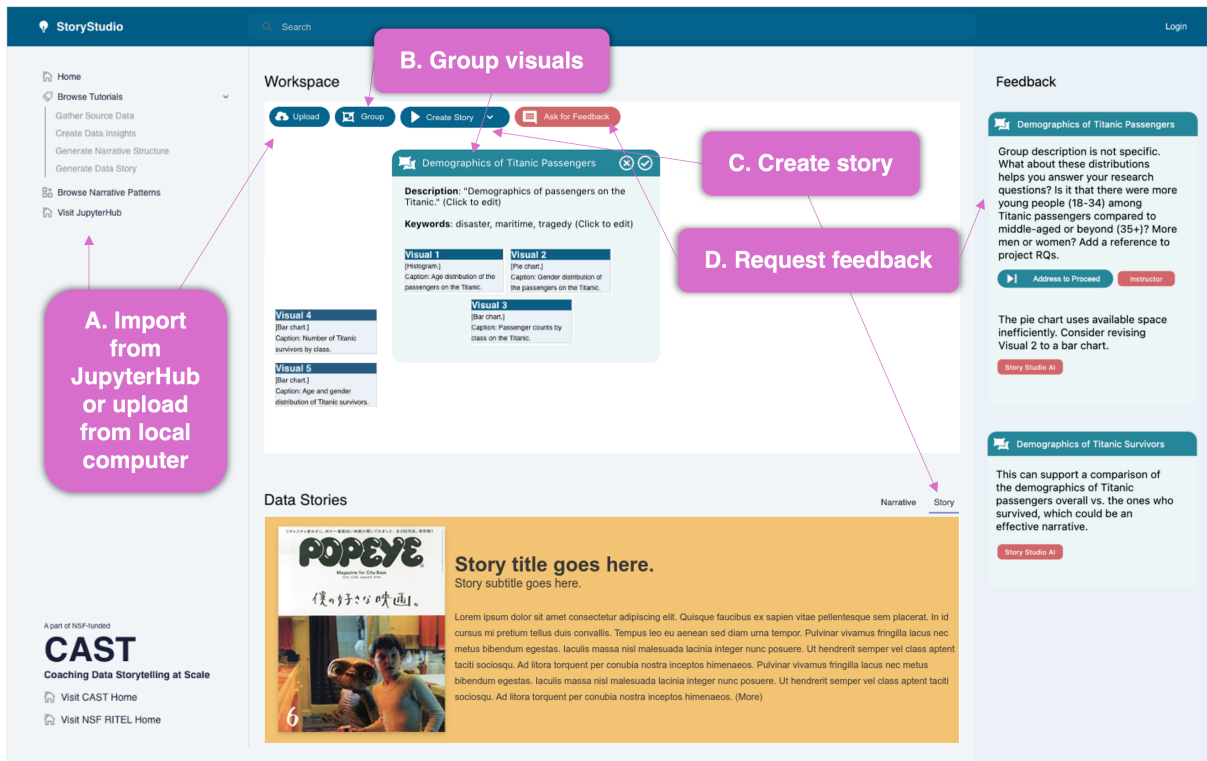 StoryStudio
Search
Login
B. Group visuals
Home
Browse Tutorials
Gather Source Data
Create Data Insights
Generate Narrative Structure
Generate Data Story
Browse Narrative Patterns
Visit JupyterHub
A. Import
from
JupyterHub
or upload
from local
computer
A part of NSF-funded
CAST
Coaching Data Storytelling at Scale
Visit CAST Home
Visit NSF RITEL Home
Workspace
Upload
Group
Create Story
Ask for Feedback
C. Create story
D. Request feedback
Demographics of Titanic Passengers
Description: "Demographics of passengers on the
Titanic." (Click to edit)
Keywords: disaster, maritime, tragedy (Click to edit)
Visual 1
[Histogram.]
Caption: Age distribution of the
passengers on the Titanic.
Visual 2
[Pie chart.]
Caption: Gender distribution of
the passengers on the Titanic.
Visual 3
[Bar chart.]
Caption: Passenger counts by
class on the Titanic.
Visual 4
[Bar chart.]
Caption: Number of Titanic
survivors by class.
Visual 5
[Bar chart.]
Caption: Age and gender
distribution of Titanic survivors.
Data Stories
Narrative
Story
POPEYE
Magazine for City Boys
僕の好きな映画。
6
Story title goes here.
Story subtitle goes here.
Lorem ipsum dolor sit amet consectetur adipiscing elit. Quisque faucibus ex sapien vitae pellentesque sem placerat. In id
cursus mi pretium tellus duis convallis. Tempus leo eu aenean sed diam urna tempor. Pulvinar vivamus fringilla lacus nec
metus bibendum egestas. Iaculis massa nisl malesuada lacinia integer nunc posuere. Ut hendrerit semper vel class aptent
taciti sociosqu. Ad litora torquent per conubia nostra inceptos himenaeos. Pulvinar vivamus fringilla lacus nec metus
bibendum egestas. Iaculis massa nisl malesuada lacinia integer nunc posuere. Ut hendrerit semper vel class aptent taciti
sociosqu. Ad litora torquent per conubia nostra inceptos himenaeos. (More)
Feedback
Demographics of Titanic Passengers
Group description is not specific.
What about these distributions
helps you answer your research
questions? Is it that there were more
young people (18-34) among
Titanic passengers compared to
middle-aged or beyond (35+)? More
men or women? Add a reference to
project RQs.
Address to Proceed
Instructor
The pie chart uses available space
inefficiently. Consider revising
Visual 2 to a bar chart.
Story Studio AI
Demographics of Titanic Survivors
This can support a comparison of
the demographics of Titanic
passengers overall vs. the ones who
survived, which could be an
effective narrative.
Story Studio AI